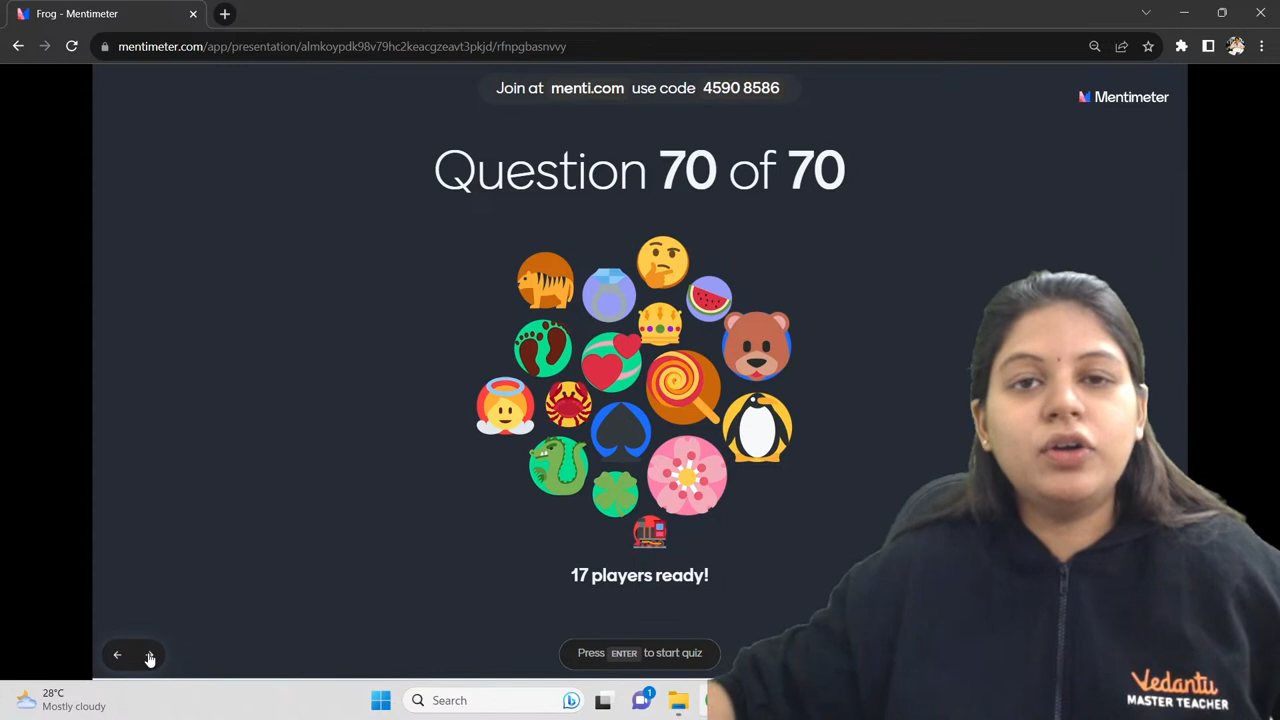 Frog - Mentimeter
mentimeter.com/app/presentation/almkoypdk98v79hc2keacgzeavt3pkjd/rfnpgbasnvvy
Join at menti.com use code 4590 8586
Mentimeter
Question 70 of 70
17 players ready!
Press ENTER to start quiz
Vedantu
MASTER TEACHER
28°C
Mostly cloudy
Search
1